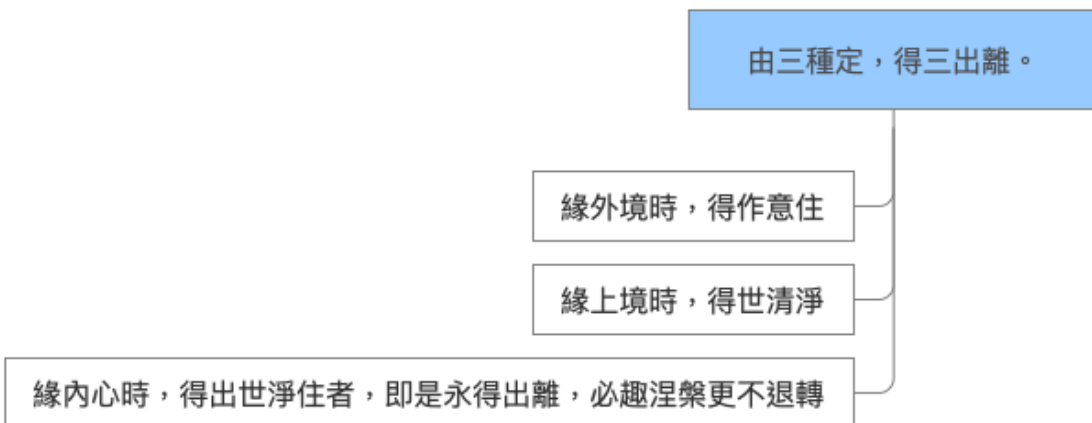 由三種定，得三出離。
緣外境時，得作意住
緣上境時，得世清淨
緣內心時，得出世淨住者，即是永得出離，必趣涅槃更不退轉